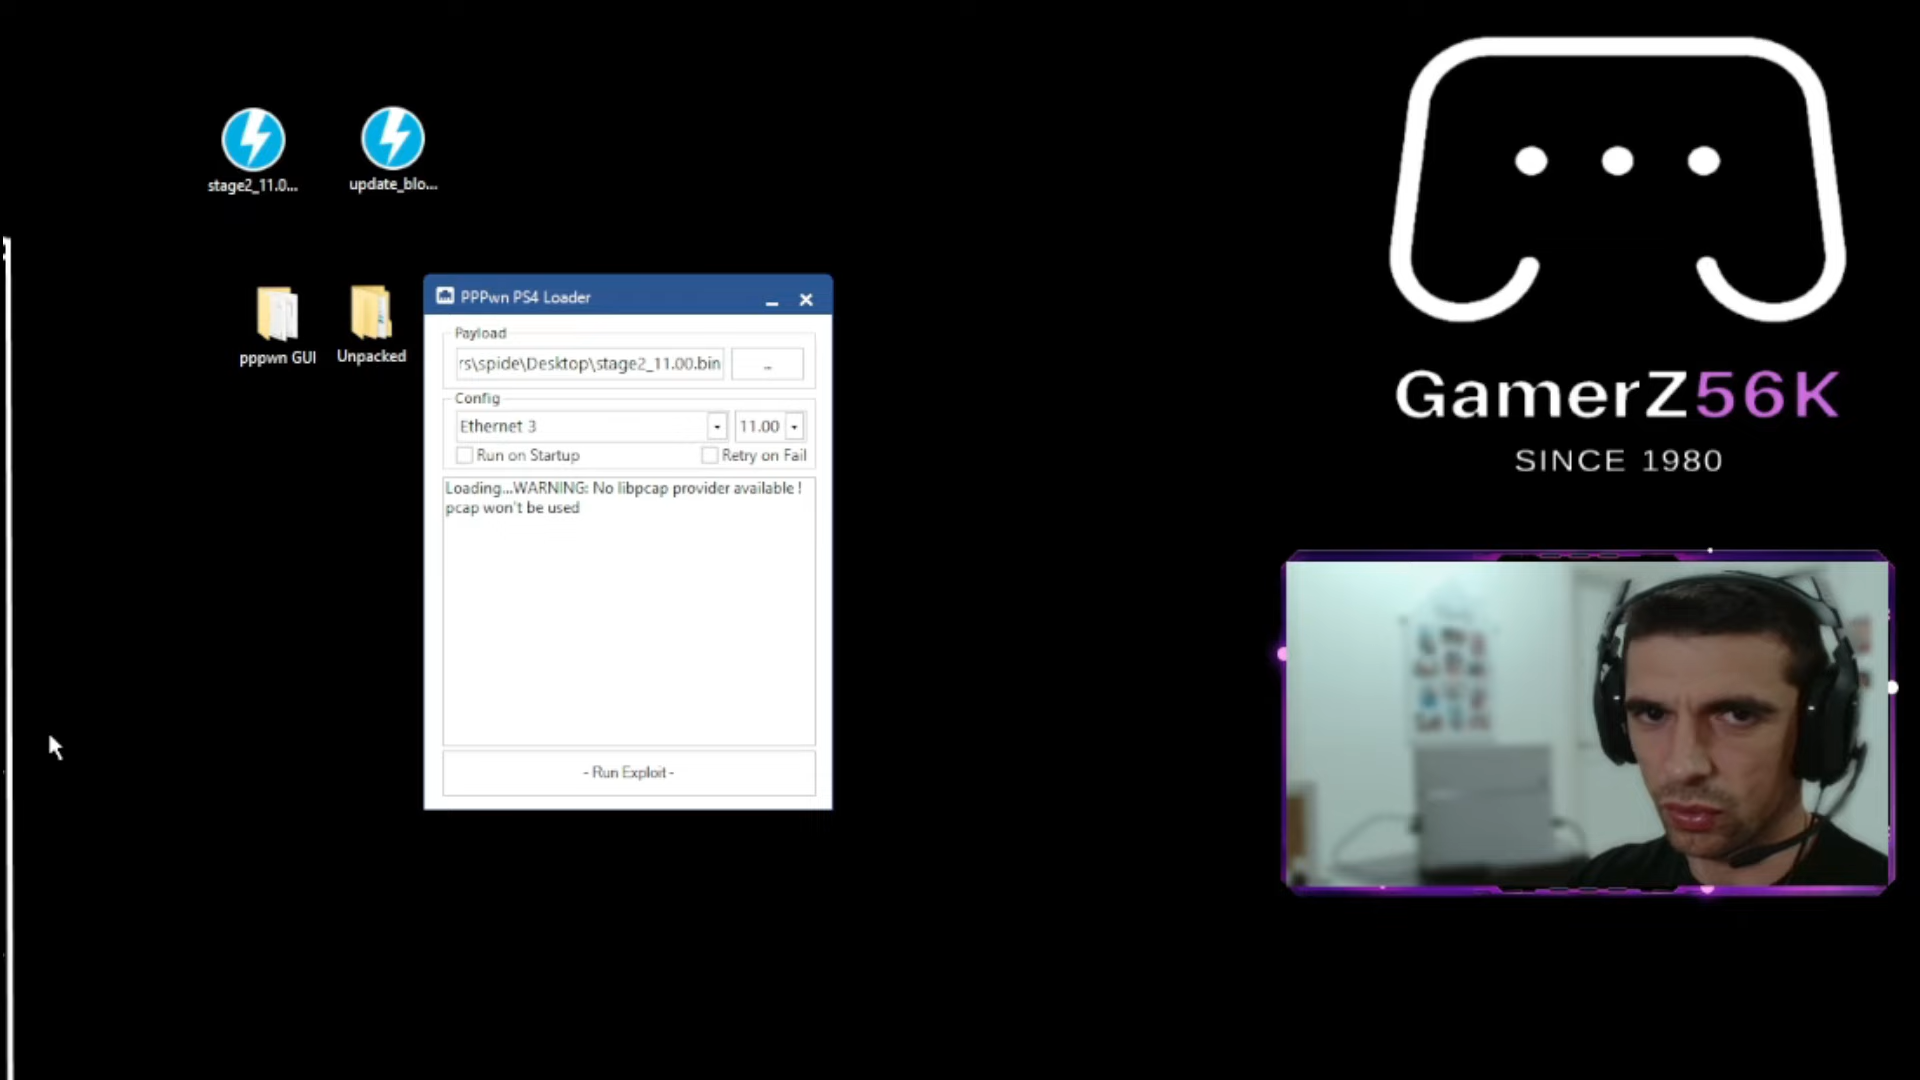 stage2_11.0...
update_blo...
pppwn GUI
Unpacked
PPPwn PS4 Loader
Payload
rs\spide\Desktop\stage2_11.00.bin
..
Config
Ethernet 3
11.00
Run on Startup
Retry on Fail
Loading...WARNING: No libpcap provider available !
pcap won't be used
- Run Exploit -
GamerZ56K
SINCE 1980